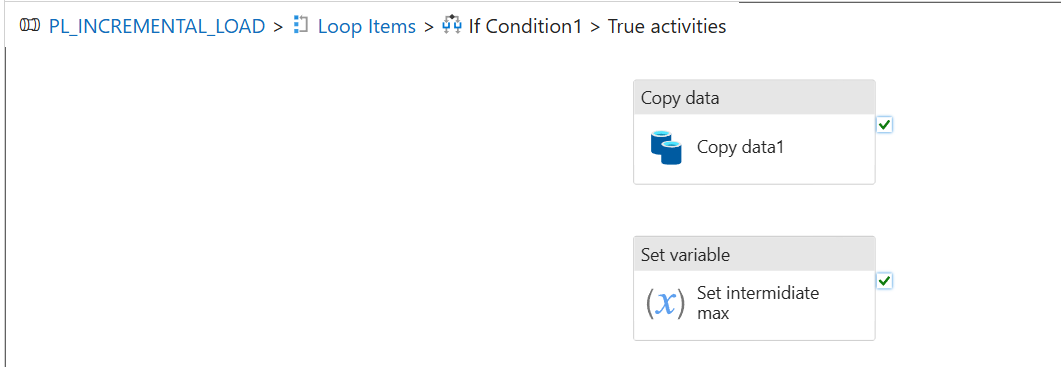 PL_INCREMENTAL_LOAD > Loop Items > If Condition1 > True activities
Copy data
Copy data1
Set variable
(x) Set intermidiate
max